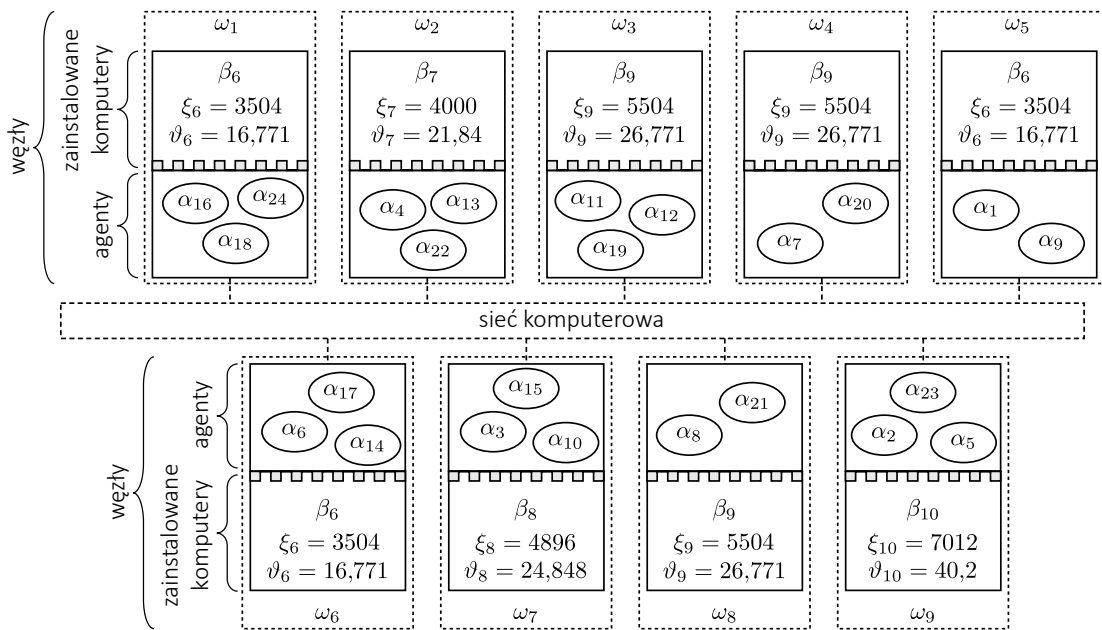 węzły
zainstalowane
komputery
agenty
ω₁
β₆
ξ₆ = 3504
ϑ₆ = 16,771
α₁₆
α₂₄
α₁₈
ω₂
β₇
ξ₇ = 4000
ϑ₇ = 21,84
α₄
α₁₃
α₂₂
ω₃
β₉
ξ₉ = 5504
ϑ₉ = 26,771
α₁₁
α₁₂
α₁₉
ω₄
β₉
ξ₉ = 5504
ϑ₉ = 26,771
α₂₀
α₇
ω₅
β₆
ξ₆ = 3504
ϑ₆ = 16,771
α₁
α₉
sieć komputerowa
węzły
agenty
zainstalowane
komputery
α₁₇
α₆
α₁₄
β₆
ξ₆ = 3504
ϑ₆ = 16,771
ω₆
α₁₅
α₃
α₁₀
β₈
ξ₈ = 4896
ϑ₈ = 24,848
ω₇
α₂₁
α₈
β₉
ξ₉ = 5504
ϑ₉ = 26,771
ω₈
α₂₃
α₂
α₅
β₁₀
ξ₁₀ = 7012
ϑ₁₀ = 40,2
ω₉